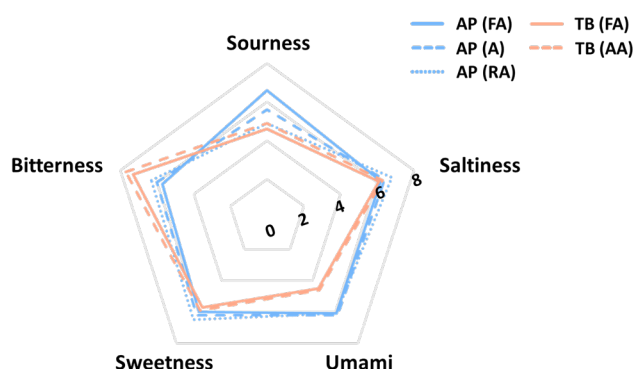 AP (FA)
TB (FA)
AP (A)
TB (AA)
AP (RA)
Sourness
Bitterness
Saltiness
0
2
4
6
8
Sweetness
Umami